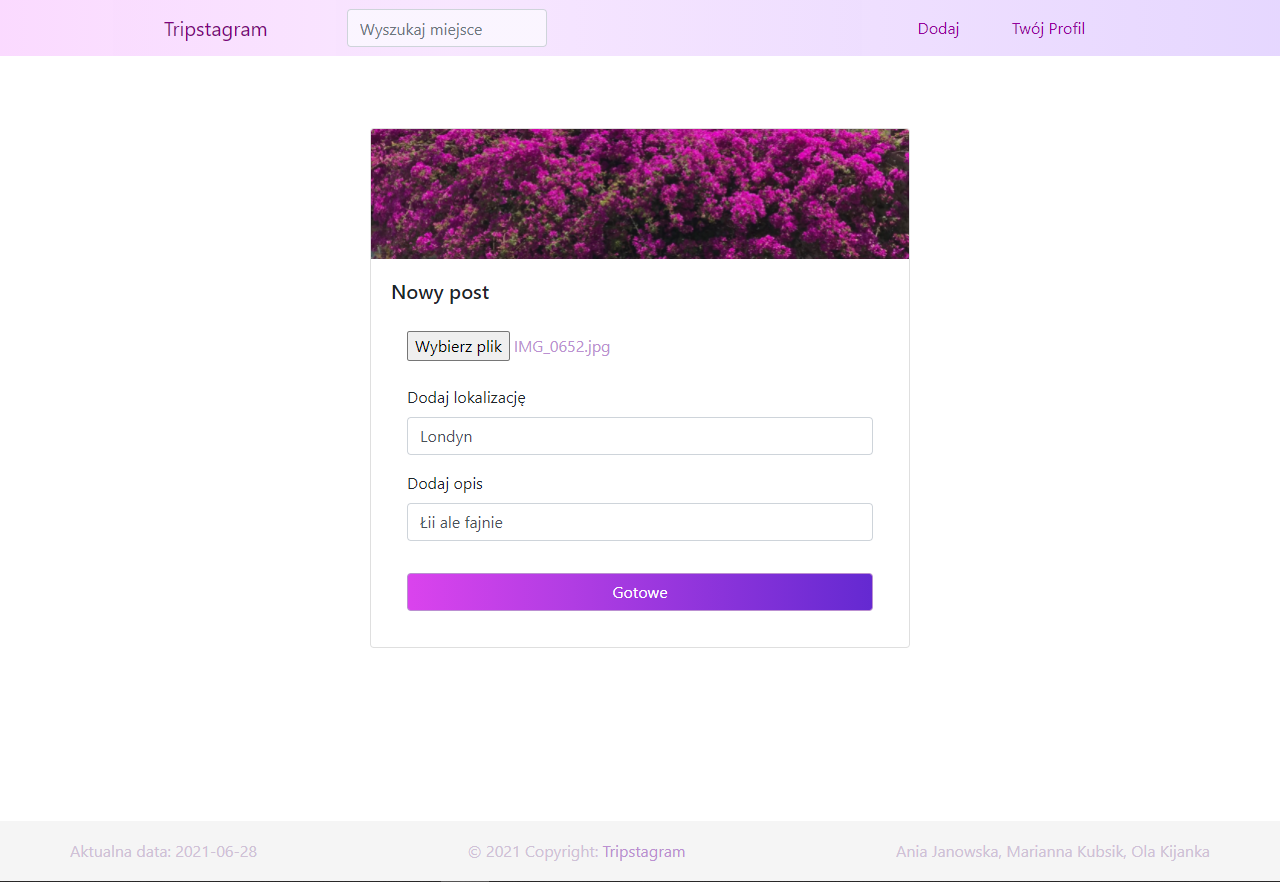 Tripstagram Wyszukaj miejsce Dodaj Twój Profil
Nowy post
Wybierz plik IMG_0652.jpg
Dodaj lokalizację
Londyn
Dodaj opis
Łii ale fajnie
Gotowe
Aktualna data: 2021-06-28 © 2021 Copyright: Tripstagram Ania Janowska, Marianna Kubsik, Ola Kijanka